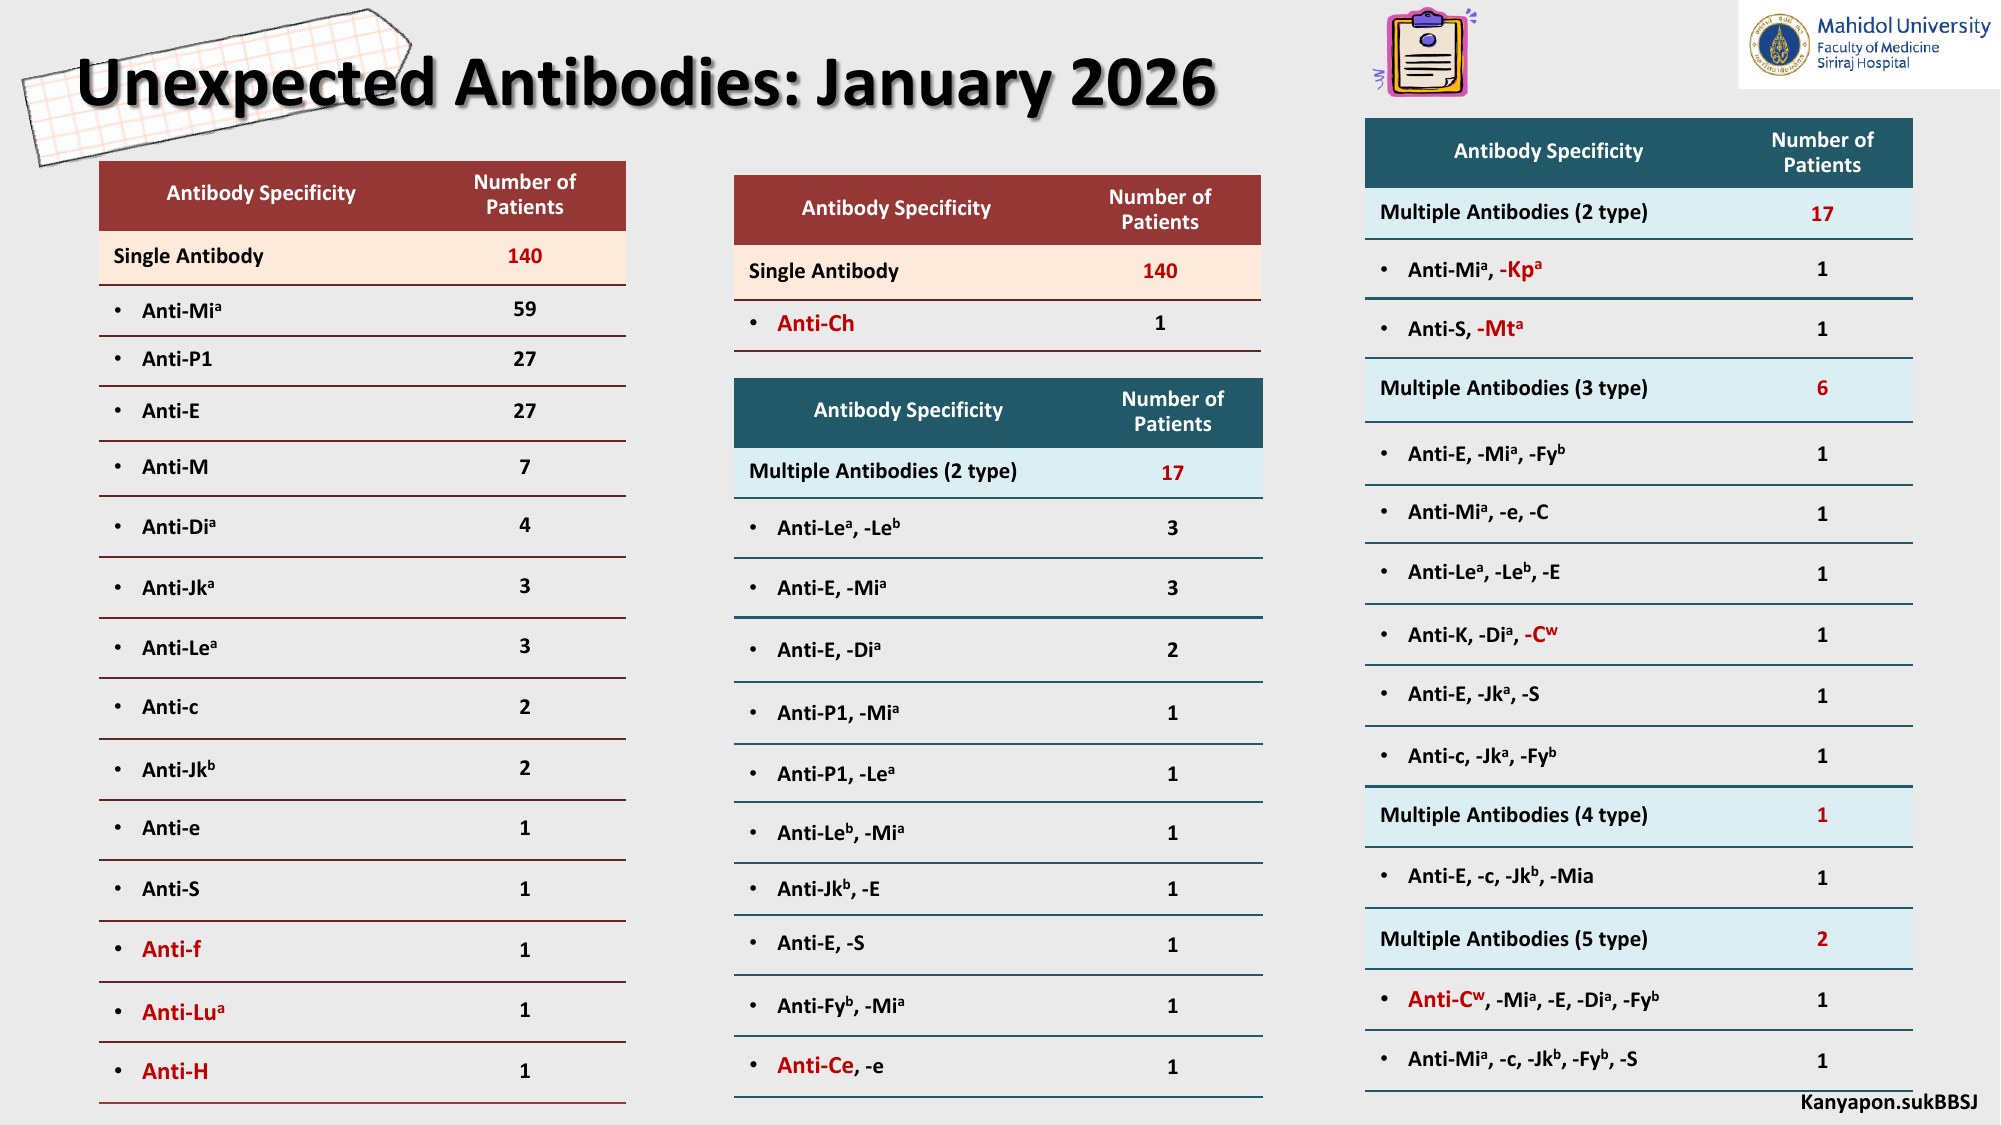 Unexpected Antibodies: January 2026
Mahidol University
Faculty of Medicine
Siriraj Hospital
Antibody Specificity Number of Patients
Single Antibody 140
• Anti-Miᵃ 59
• Anti-P1 27
• Anti-E 27
• Anti-M 7
• Anti-Diᵃ 4
• Anti-Jkᵃ 3
• Anti-Leᵃ 3
• Anti-c 2
• Anti-Jkᵇ 2
• Anti-e 1
• Anti-S 1
• Anti-f 1
• Anti-Luᵃ 1
• Anti-H 1
Antibody Specificity Number of Patients
Single Antibody 140
• Anti-Ch 1
Antibody Specificity Number of Patients
Multiple Antibodies (2 type) 17
• Anti-Leᵃ, -Leᵇ 3
• Anti-E, -Miᵃ 3
• Anti-E, -Diᵃ 2
• Anti-P1, -Miᵃ 1
• Anti-P1, -Leᵃ 1
• Anti-Leᵇ, -Miᵃ 1
• Anti-Jkᵇ, -E 1
• Anti-E, -S 1
• Anti-Fyᵇ, -Miᵃ 1
• Anti-Ce, -e 1
Antibody Specificity Number of Patients
Multiple Antibodies (2 type) 17
• Anti-Miᵃ, -Kpᵃ 1
• Anti-S, -Mtᵃ 1
Multiple Antibodies (3 type) 6
• Anti-E, -Miᵃ, -Fyᵇ 1
• Anti-Miᵃ, -e, -C 1
• Anti-Leᵃ, -Leᵇ, -E 1
• Anti-K, -Diᵃ, -Cʷ 1
• Anti-E, -Jkᵃ, -S 1
• Anti-c, -Jkᵃ, -Fyᵇ 1
Multiple Antibodies (4 type) 1
• Anti-E, -c, -Jkᵇ, -Mia 1
Multiple Antibodies (5 type) 2
• Anti-Cʷ, -Miᵃ, -E, -Diᵃ, -Fyᵇ 1
• Anti-Miᵃ, -c, -Jkᵇ, -Fyᵇ, -S 1
Kanyapon.sukBBSJ